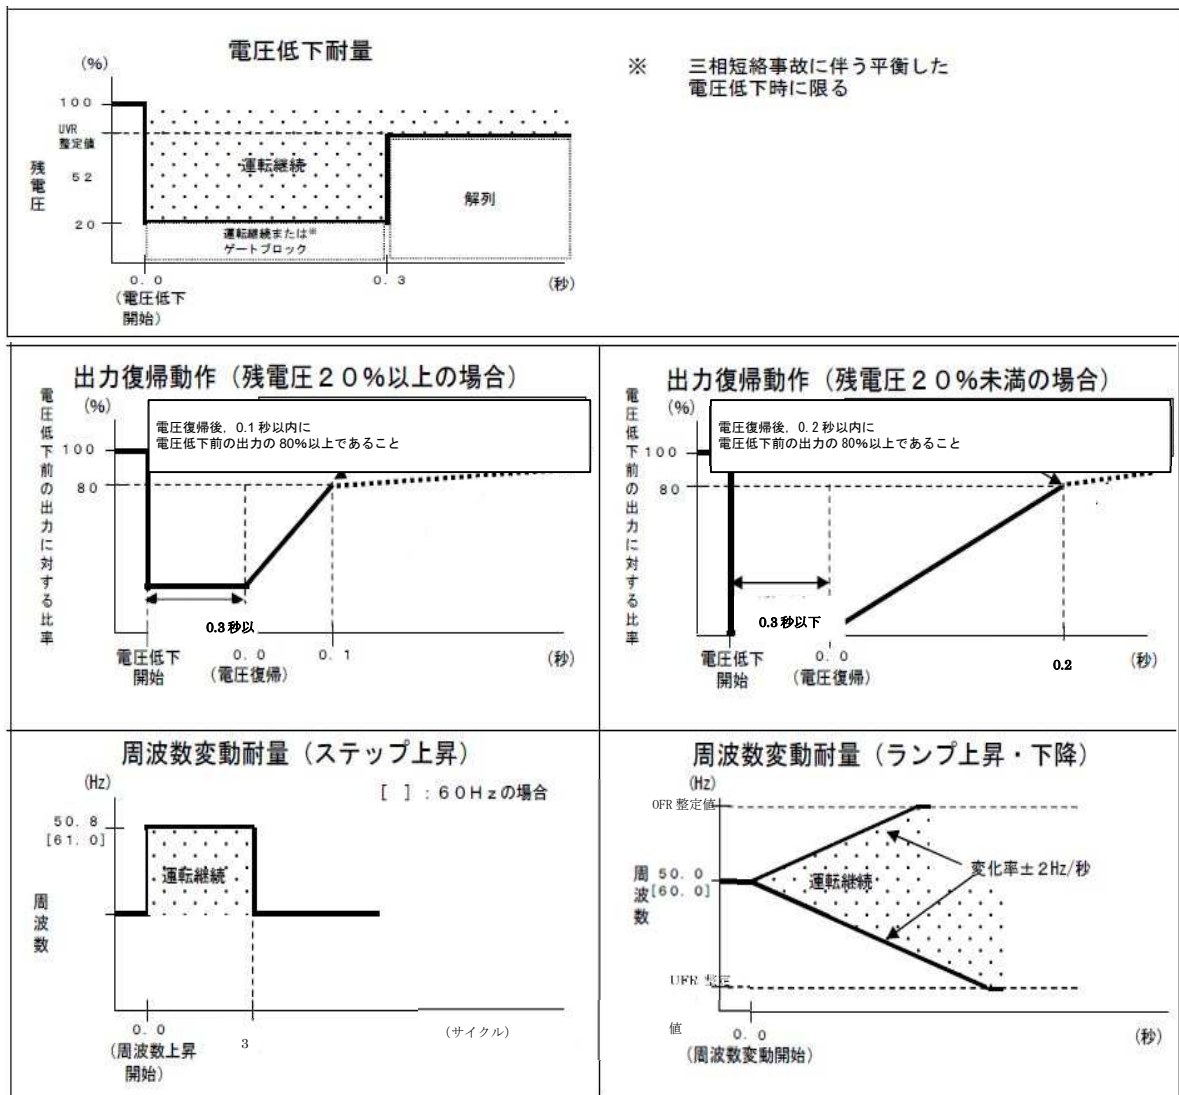 電圧低下耐量
(%)
100
UVR
整定値
残電圧
52
20
運転継続
運転継続または※
ゲートブロック
解列
0.0
(電圧低下
開始)
0.3
(秒)
※ 三相短絡事故に伴う平衡した
電圧低下時に限る
出力復帰動作(残電圧20%以上の場合)
(%)
電圧低下前の出力に対する比率
電圧復帰後, 0.1秒以内に
電圧低下前の出力の80%以上であること
100
80
0.3秒以
電圧低下
開始
0.0
(電圧復帰)
0.1
(秒)
出力復帰動作(残電圧20%未満の場合)
(%)
電圧低下前の出力に対する比率
電圧復帰後, 0.2秒以内に
電圧低下前の出力の80%以上であること
100
80
0.3秒以下
電圧低下
開始
0.0
(電圧復帰)
0.2
(秒)
周波数変動耐量(ステップ上昇)
(Hz)
[ ]:60Hzの場合
50.8
[61.0]
運転継続
周波数
0.0
(周波数上昇
開始)
3
(サイクル)
周波数変動耐量(ランプ上昇・下降)
(Hz)
OFR整定値
周波数
50.0
[60.0]
運転継続
変化率±2Hz/秒
UFR整定
値
0.0
(周波数変動開始)
(秒)